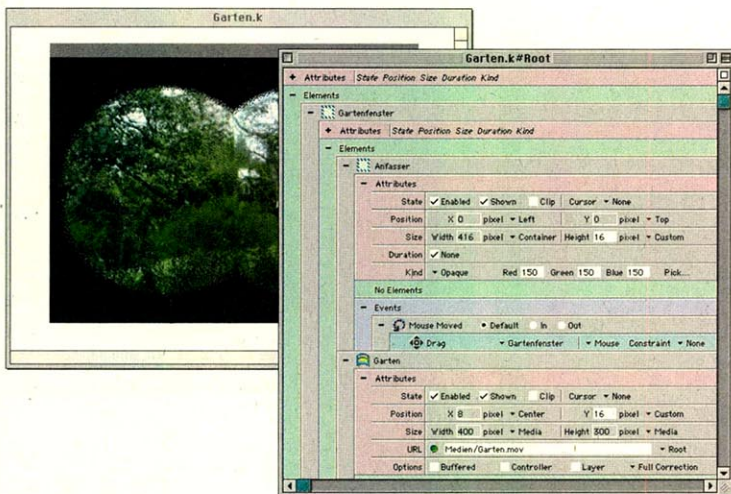 Garten.k
Garten.k#Root
Attributes State Position Size Duration Kind
Elements
Gartenfenster
Attributes State Position Size Duration Kind
Elements
Anfasser
Attributes
State Enabled Shown Clip Cursor None
Position X 0 pixel Left Y 0 pixel Top
Size Width 416 pixel Container Height 16 pixel Custom
Duration None
Kind Opaque Red 150 Green 150 Blue 150 Pick...
No Elements
Events
Mouse Moved Default In Out
Drag Gartenfenster Mouse Constraint None
Garten
Attributes
State Enabled Shown Clip Cursor None
Position X 8 pixel Center Y 16 pixel Custom
Size Width 400 pixel Media Height 300 pixel Media
URL Medien/Garten.mov Root
Options Buffered Controller Layer Full Correction